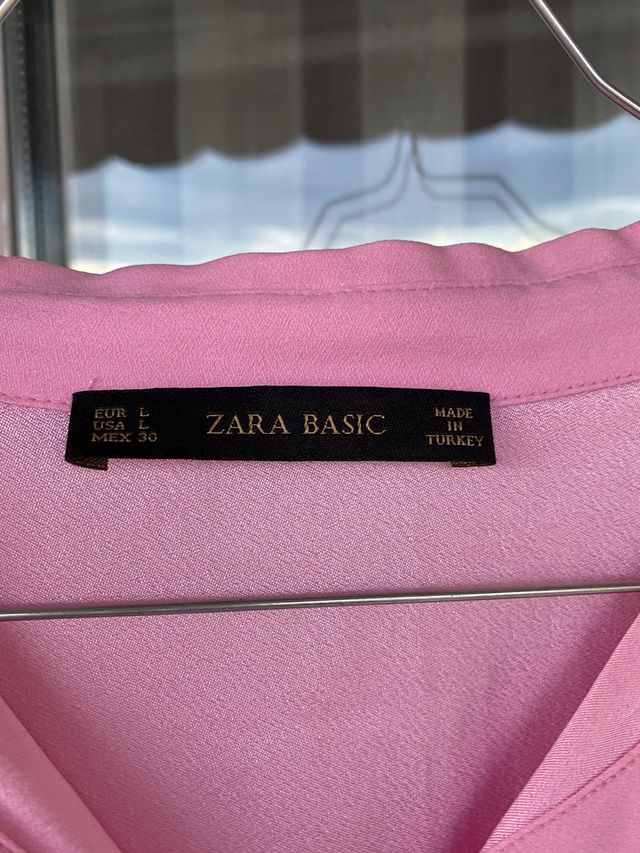 EUR L
USA L
MEX 30
ZARA BASIC
MADE
IN
TURKEY